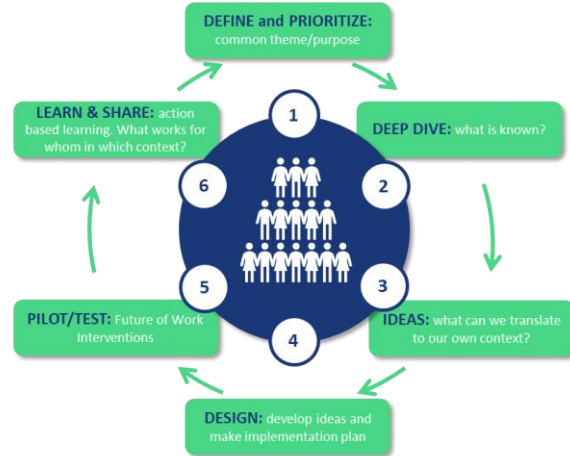 DEFINE and PRIORITIZE:
common theme/purpose
1
DEEP DIVE: what is known?
2
IDEAS: what can we translate
to our own context?
3
DESIGN: develop ideas and
make implementation plan
4
PILOT/TEST: Future of Work
Interventions
5
LEARN & SHARE: action
based learning. What works for
whom in which context?
6